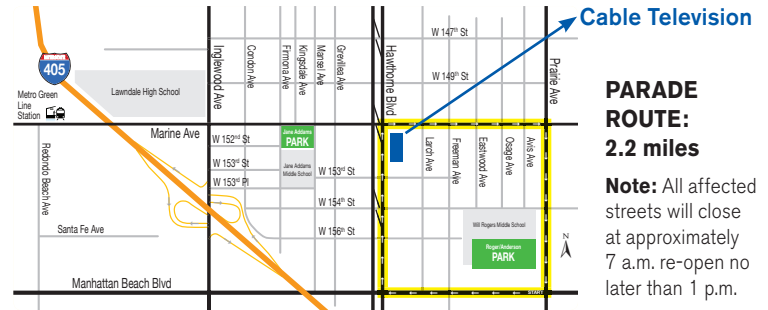 Cable Television
W 147th St
W 149th St
Inglewood Ave
Condon Ave
Firmona Ave
Kingsdale Ave
Mansel Ave
Grevillea Ave
Hawthorne Blvd
Prairie Ave
405
Metro Green
Line
Station
Lawndale High School
Marine Ave
W 152nd St
W 153rd St
W 153rd Pl
Jane Addams
PARK
Jane Addams
Middle School
W 153rd St
W 154th St
W 156th St
Redondo Beach Ave
Santa Fe Ave
Manhattan Beach Blvd
Larch Ave
Freeman Ave
Eastwood Ave
Osage Ave
Avis Ave
Will Rogers Middle School
Roger/Anderson
PARK
N
START
PARADE
ROUTE:
2.2 miles
Note: All affected
streets will close
at approximately
7 a.m. re-open no
later than 1 p.m.